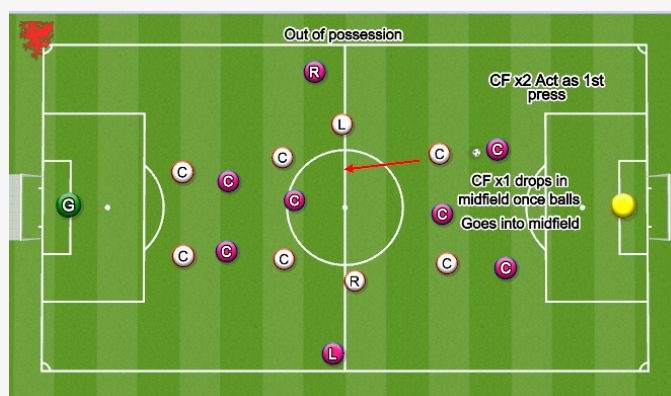 Out of possession
R
CF x2 Act as 1st
press
L
C
C
C
C
C
CF x1 drops in
midfield once balls
Goes into midfield
G
C
C
C
C
C
C
C
R
C
L